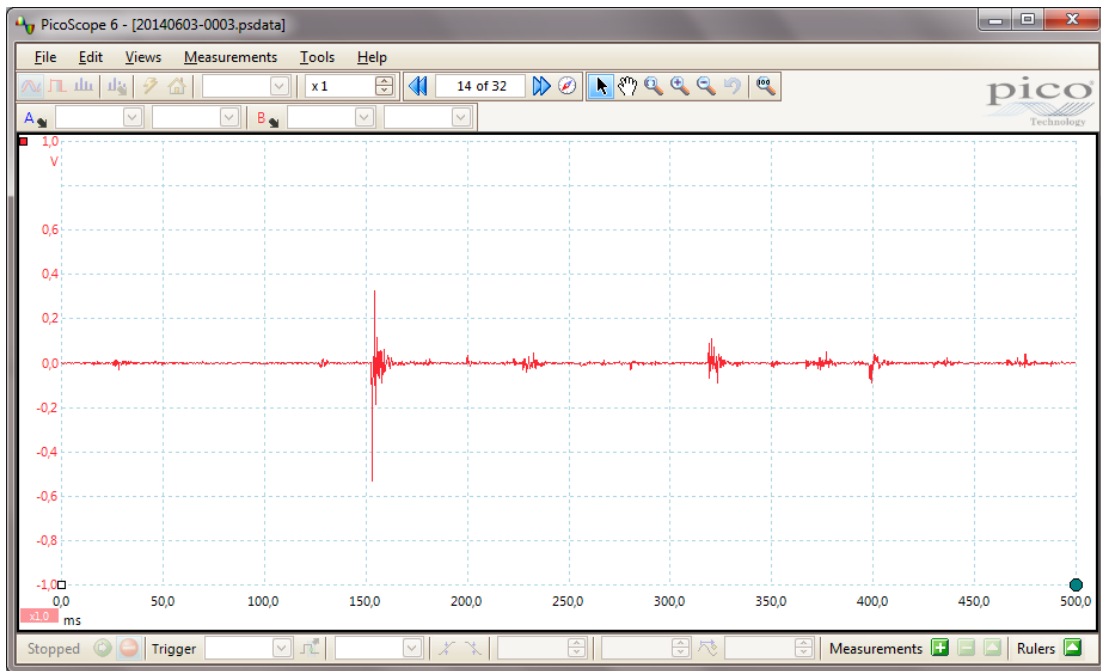 PicoScope 6 - [20140603-0003.psdata]
File Edit Views Measurements Tools Help
x 1 14 of 32
pico
Technology
A B
1,0
V
0,6
0,4
0,2
0,0
-0,2
-0,4
-0,6
-0,8
-1,0
0,0 50,0 100,0 150,0 200,0 250,0 300,0 350,0 400,0 450,0 500,0
x1.0 ms
Stopped Trigger Measurements Rulers